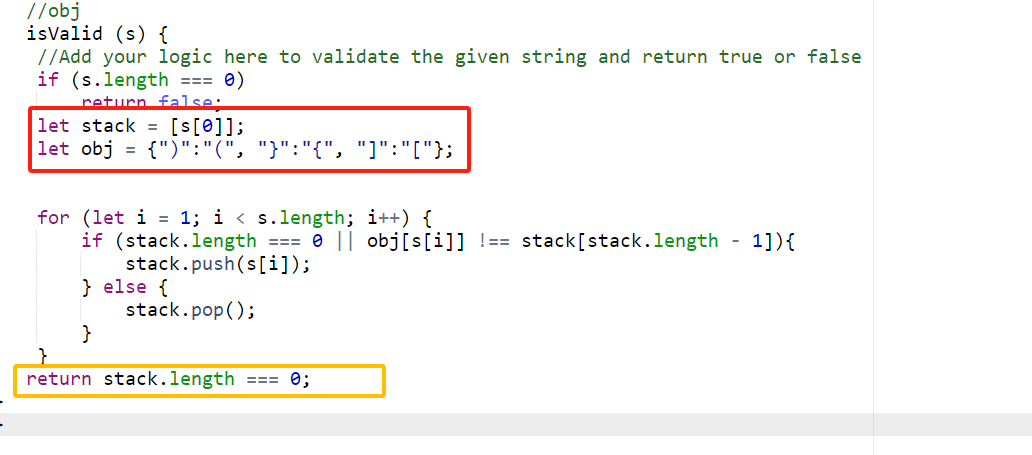 //obj
isValid (s) {
//Add your logic here to validate the given string and return true or false
if (s.length === 0)
return false;
let stack = [s[0]];
let obj = {")":"(", "}":"{", "]":"["};
for (let i = 1; i < s.length; i++) {
if (stack.length === 0 || obj[s[i]] !== stack[stack.length - 1]){
stack.push(s[i]);
} else {
stack.pop();
}
}
return stack.length === 0;